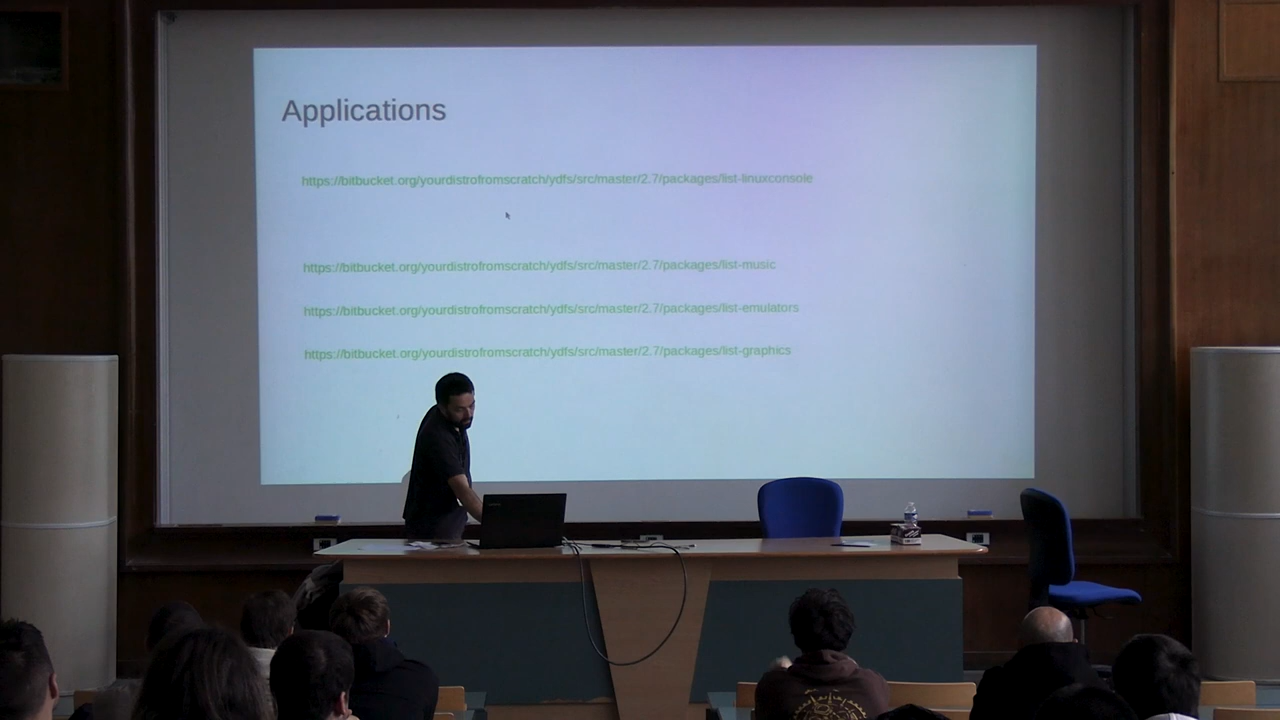 Applications
https://bitbucket.org/yourdistrofromscratch/ydfs/src/master/2.7/packages/list-linuxconsole
https://bitbucket.org/yourdistrofromscratch/ydfs/src/master/2.7/packages/list-music
https://bitbucket.org/yourdistrofromscratch/ydfs/src/master/2.7/packages/list-emulators
https://bitbucket.org/yourdistrofromscratch/ydfs/src/master/2.7/packages/list-graphics